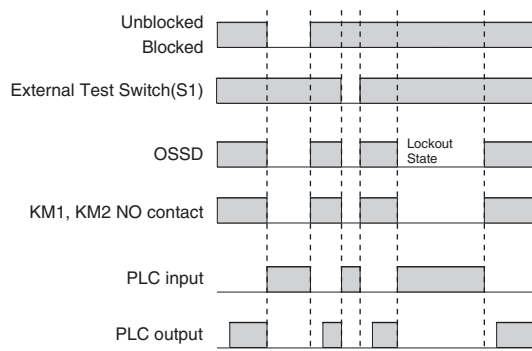 Unblocked
Blocked
External Test Switch(S1)
OSSD
Lockout
State
KM1, KM2 NO contact
PLC input
PLC output